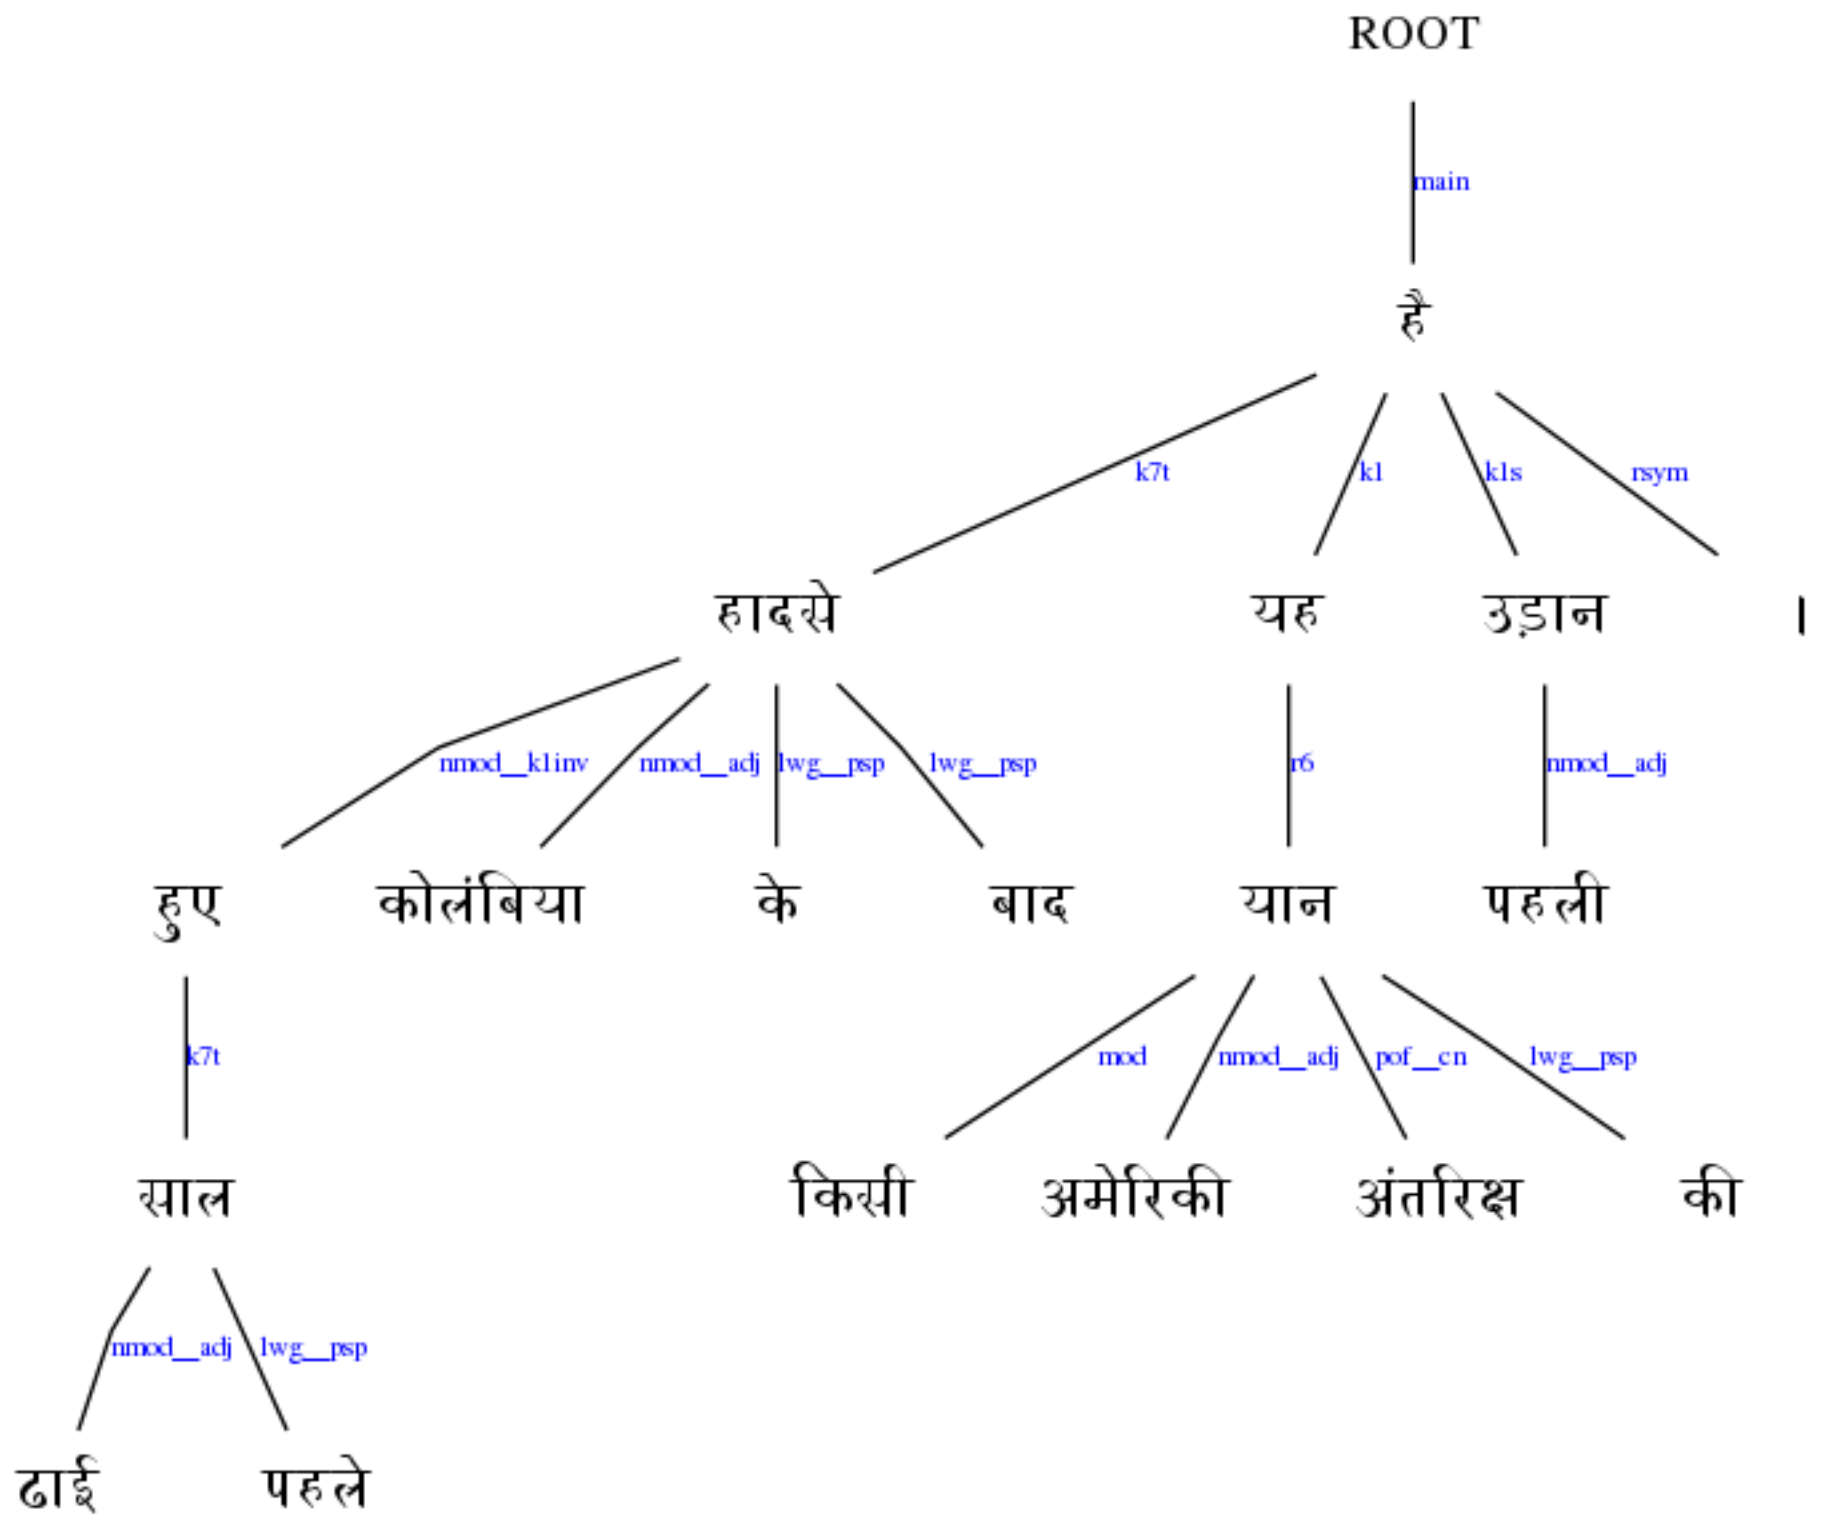 ROOT
main
है
k7t k1 k1s rsym
हादसे यह उड़ान ।
nmod__k1inv nmod__adj lwg__psp lwg__psp r6 nmod__adj
हुए कोलंबिया के बाद यान पहली
k7t mod nmod__adj pof__cn lwg__psp
साल किसी अमेरिकी अंतरिक्ष की
nmod__adj lwg__psp
ढाई पहले